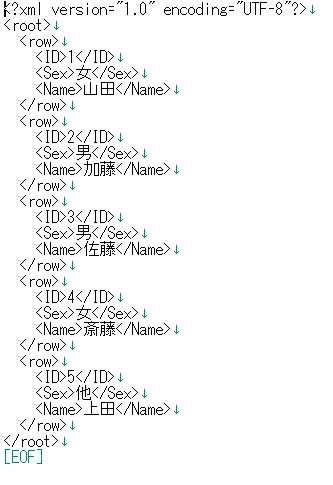 <?xml version="1.0" encoding="UTF-8"?>↓
<root>↓
  <row>↓
    <ID>1</ID>↓
    <Sex>女</Sex>↓
    <Name>山田</Name>↓
  </row>↓
  <row>↓
    <ID>2</ID>↓
    <Sex>男</Sex>↓
    <Name>加藤</Name>↓
  </row>↓
  <row>↓
    <ID>3</ID>↓
    <Sex>男</Sex>↓
    <Name>佐藤</Name>↓
  </row>↓
  <row>↓
    <ID>4</ID>↓
    <Sex>女</Sex>↓
    <Name>斎藤</Name>↓
  </row>↓
  <row>↓
    <ID>5</ID>↓
    <Sex>他</Sex>↓
    <Name>上田</Name>↓
  </row>↓
</root>↓
[EOF]